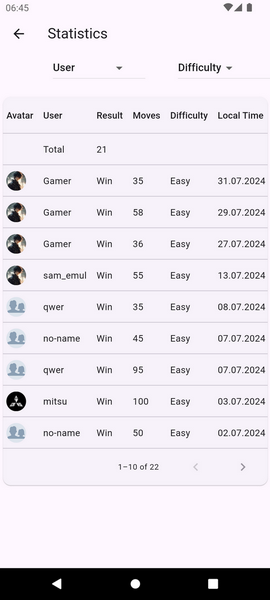 06:45
Statistics
User Difficulty
Avatar User Result Moves Difficulty Local Time
Total 21
Gamer Win 35 Easy 31.07.2024
Gamer Win 58 Easy 29.07.2024
Gamer Win 36 Easy 27.07.2024
sam_emul Win 55 Easy 13.07.2024
qwer Win 35 Easy 08.07.2024
no-name Win 45 Easy 07.07.2024
qwer Win 95 Easy 07.07.2024
mitsu Win 100 Easy 03.07.2024
no-name Win 50 Easy 02.07.2024
1–10 of 22